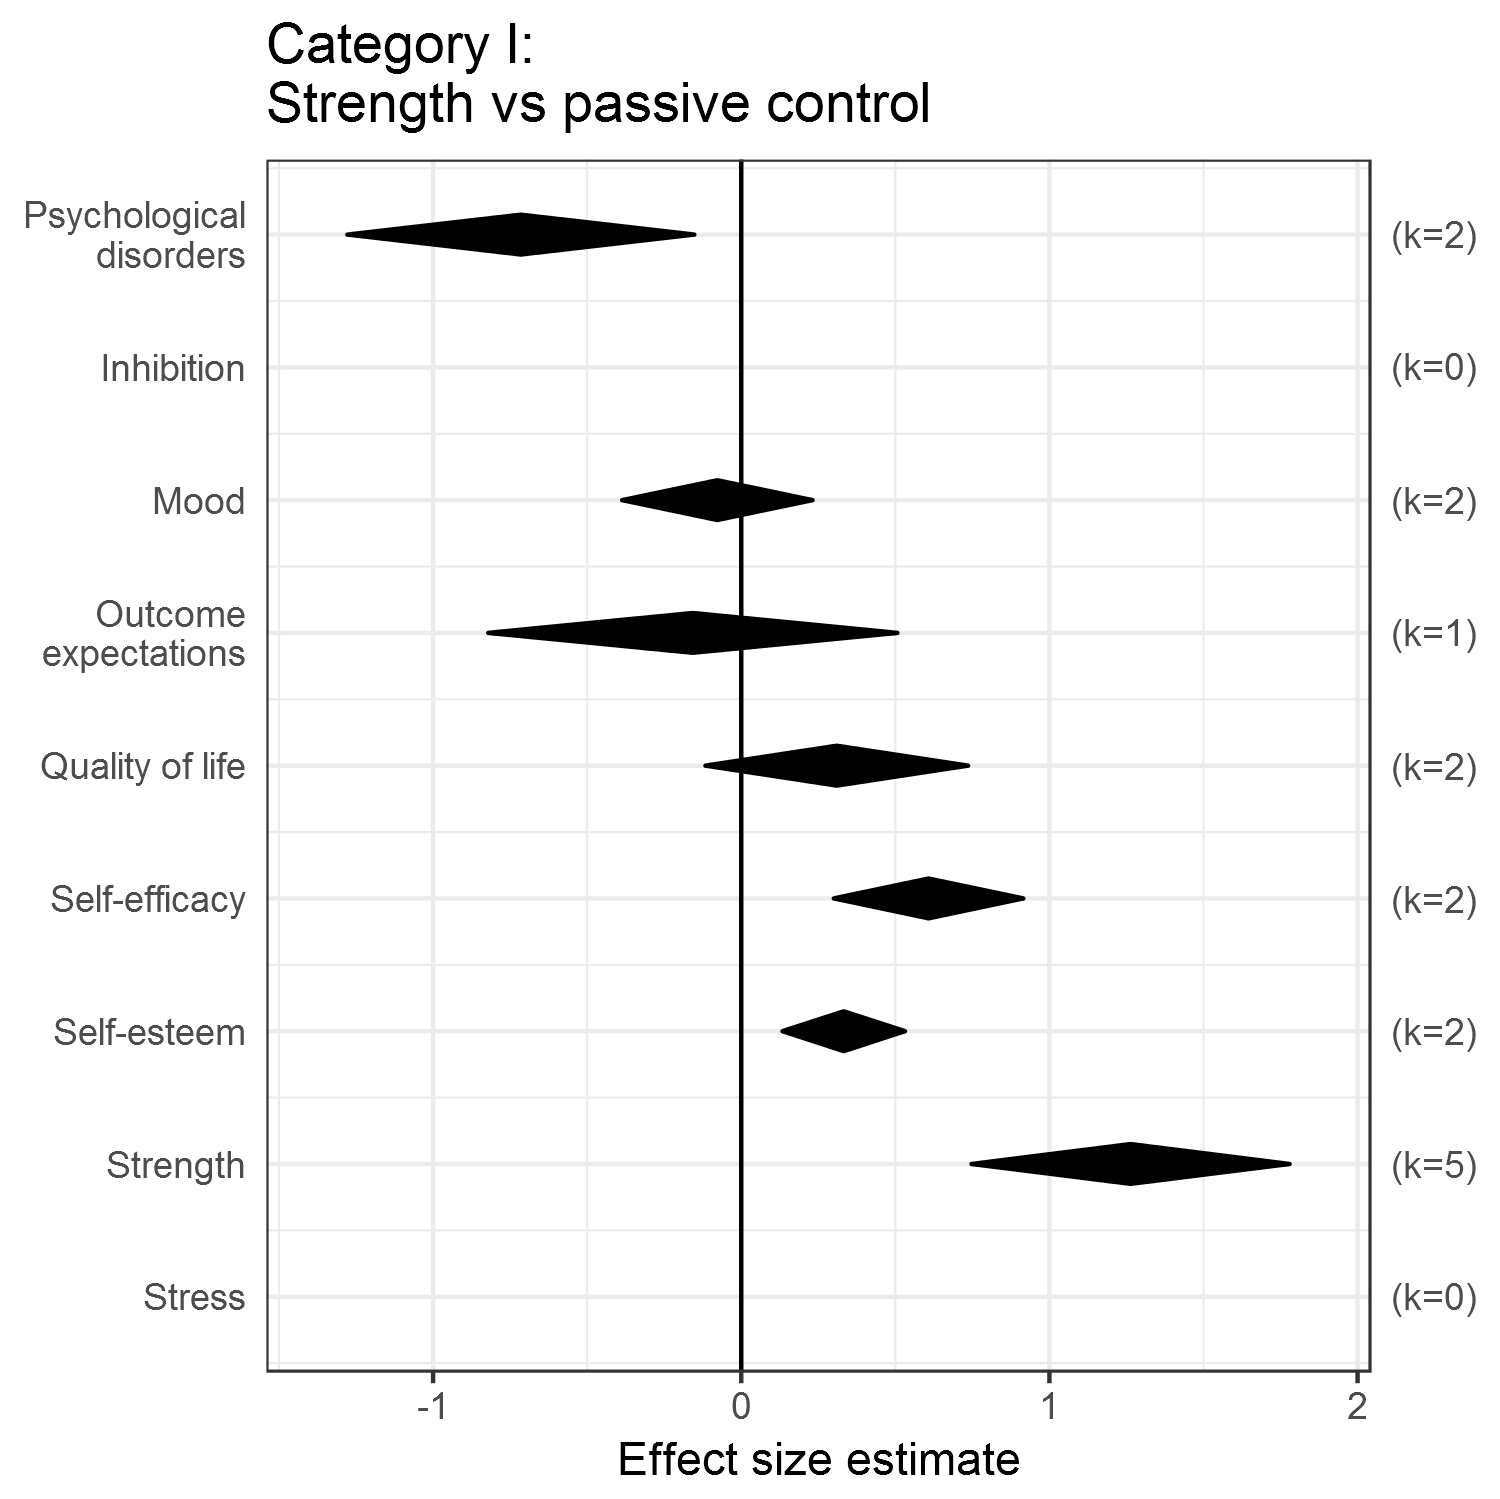 Category I:
Strength vs passive control
Psychological
disorders
(k=2)
Inhibition
(k=0)
Mood
(k=2)
Outcome
expectations
(k=1)
Quality of life
(k=2)
Self-efficacy
(k=2)
Self-esteem
(k=2)
Strength
(k=5)
Stress
(k=0)
-1 0 1 2
Effect size estimate